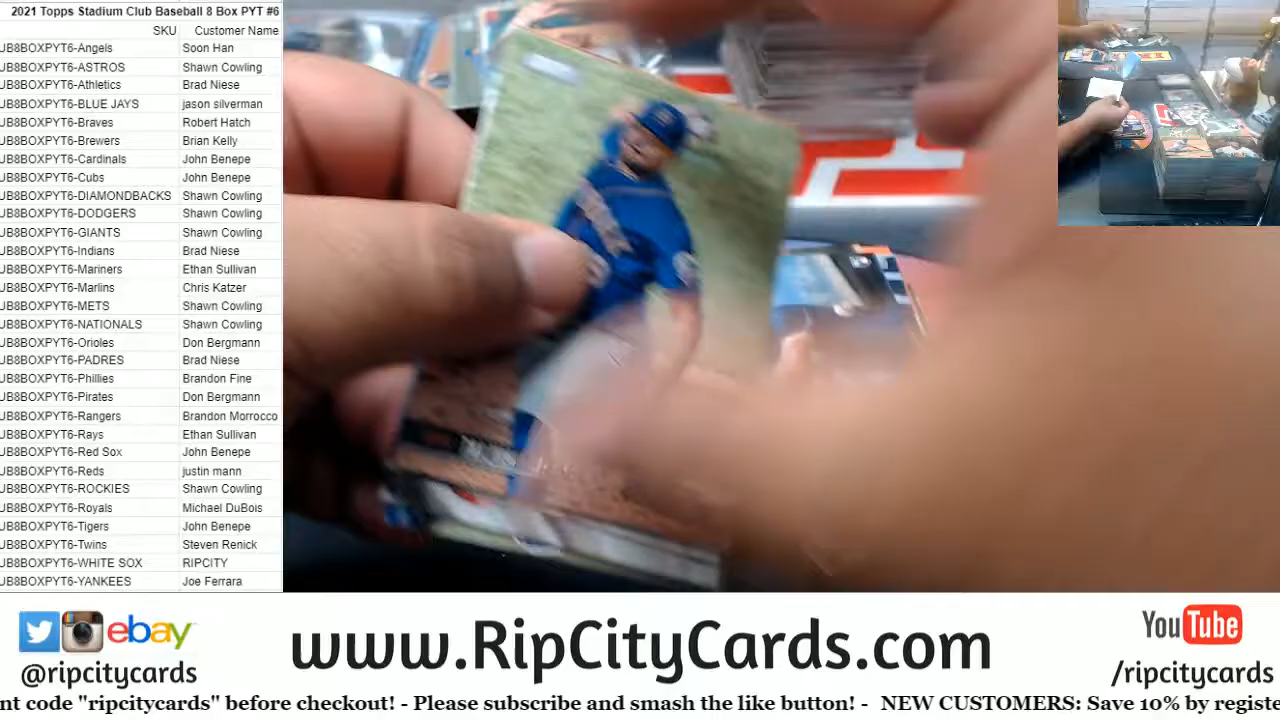 2021 Topps Stadium Club Baseball 8 Box PYT #6
SKU Customer Name
UB8BOXPYT6-Angels Soon Han
UB8BOXPYT6-ASTROS Shawn Cowling
UB8BOXPYT6-Athletics Brad Niese
UB8BOXPYT6-BLUE JAYS jason silverman
UB8BOXPYT6-Braves Robert Hatch
UB8BOXPYT6-Brewers Brian Kelly
UB8BOXPYT6-Cardinals John Benepe
UB8BOXPYT6-Cubs John Benepe
UB8BOXPYT6-DIAMONDBACKS Shawn Cowling
UB8BOXPYT6-DODGERS Shawn Cowling
UB8BOXPYT6-GIANTS Shawn Cowling
UB8BOXPYT6-Indians Brad Niese
UB8BOXPYT6-Mariners Ethan Sullivan
UB8BOXPYT6-Marlins Chris Katzer
UB8BOXPYT6-METS Shawn Cowling
UB8BOXPYT6-NATIONALS Shawn Cowling
UB8BOXPYT6-Orioles Don Bergmann
UB8BOXPYT6-PADRES Brad Niese
UB8BOXPYT6-Phillies Brandon Fine
UB8BOXPYT6-Pirates Don Bergmann
UB8BOXPYT6-Rangers Brandon Morrocco
UB8BOXPYT6-Rays Ethan Sullivan
UB8BOXPYT6-Red Sox John Benepe
UB8BOXPYT6-Reds justin mann
UB8BOXPYT6-ROCKIES Shawn Cowling
UB8BOXPYT6-Royals Michael DuBois
UB8BOXPYT6-Tigers John Benepe
UB8BOXPYT6-Twins Steven Renick
UB8BOXPYT6-WHITE SOX RIPCITY
UB8BOXPYT6-YANKEES Joe Ferrara
ebay
@ripcitycards
www.RipCityCards.com
YouTube
/ripcitycards
nt code "ripcitycards" before checkout! - Please subscribe and smash the like button! - NEW CUSTOMERS: Save 10% by registe